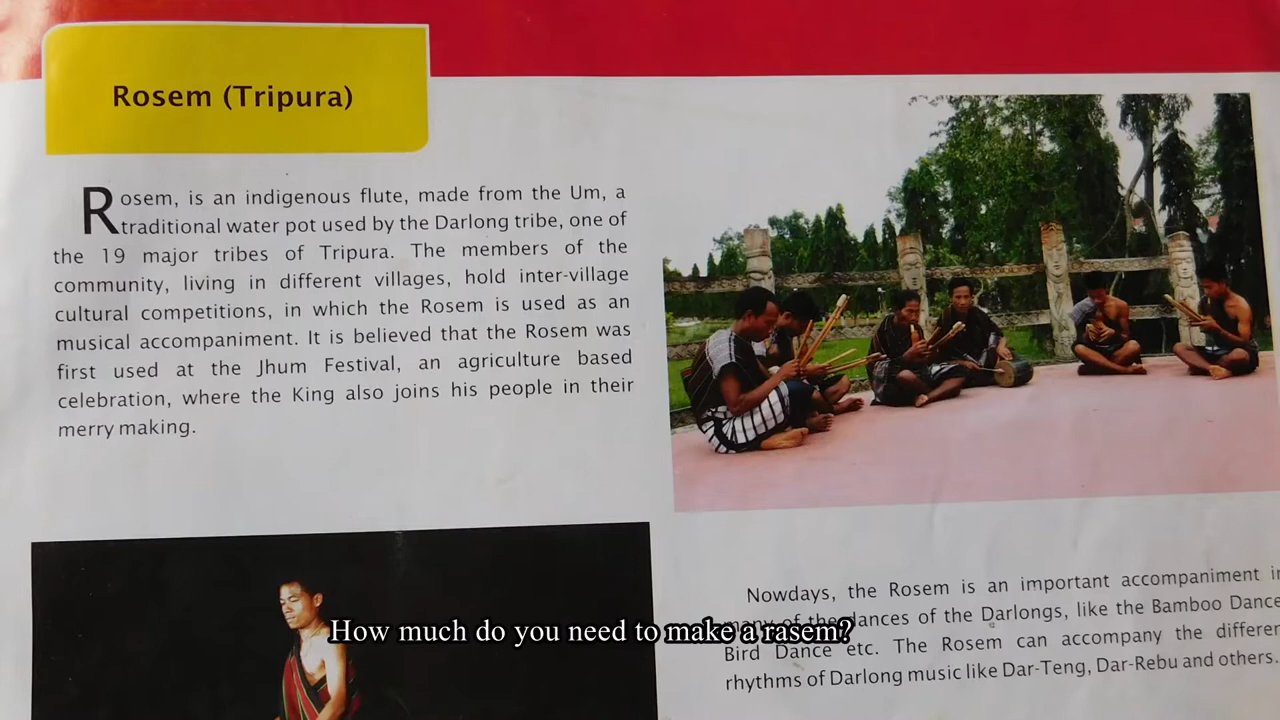 Rosem (Tripura)
Rosem, is an indigenous flute, made from the Um, a
traditional water pot used by the Darlong tribe, one of
the 19 major tribes of Tripura. The members of the
community, living in different villages, hold inter-village
cultural competitions, in which the Rosem is used as an
musical accompaniment. It is believed that the Rosem was
first used at the Jhum Festival, an agriculture based
celebration, where the King also joins his people in their
merry making.
Nowdays, the Rosem is an important accompaniment in
many of the dances of the Darlongs, like the Bamboo Dance
Bird Dance etc. The Rosem can accompany the differen
rhythms of Darlong music like Dar-Teng, Dar-Rebu and others.
How much do you need to make a rasem?